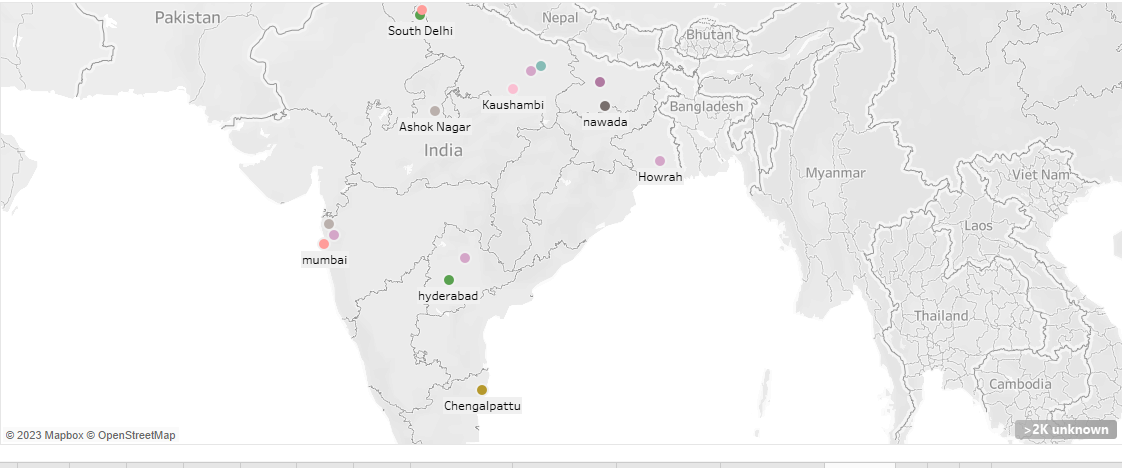 Pakistan
Nepal
South Delhi
Bhutan
Kaushambi
Bangladesh
nawada
Ashok Nagar
India
Howrah
Myanmar
Viet Nam
Laos
mumbai
hyderabad
Thailand
Cambodia
Chengalpattu
>2K unknown
© 2023 Mapbox © OpenStreetMap